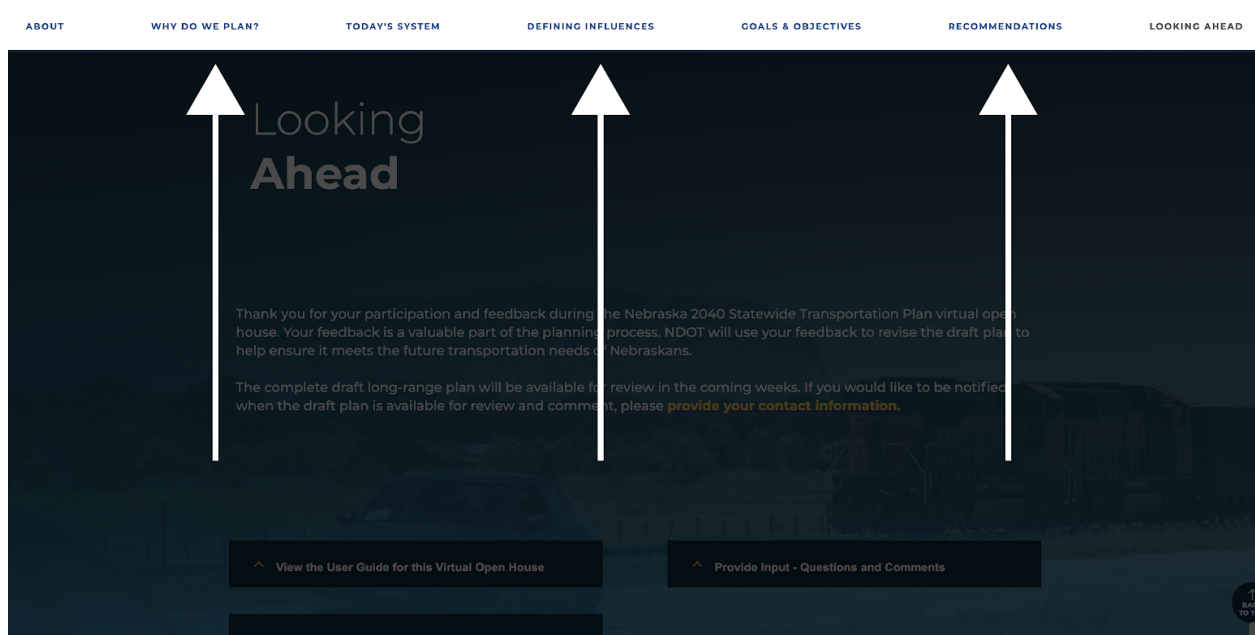 ABOUT WHY DO WE PLAN? TODAY'S SYSTEM DEFINING INFLUENCES GOALS & OBJECTIVES RECOMMENDATIONS LOOKING AHEAD
Looking
Ahead
Thank you for your participation and feedback during the Nebraska 2040 Statewide Transportation Plan virtual open
house. Your feedback is a valuable part of the planning process. NDOT will use your feedback to revise the draft plan to
help ensure it meets the future transportation needs of Nebraskans.
The complete draft long-range plan will be available for review in the coming weeks. If you would like to be notified
when the draft plan is available for review and comment, please provide your contact information.
View the User Guide for this Virtual Open House
Provide Input - Questions and Comments